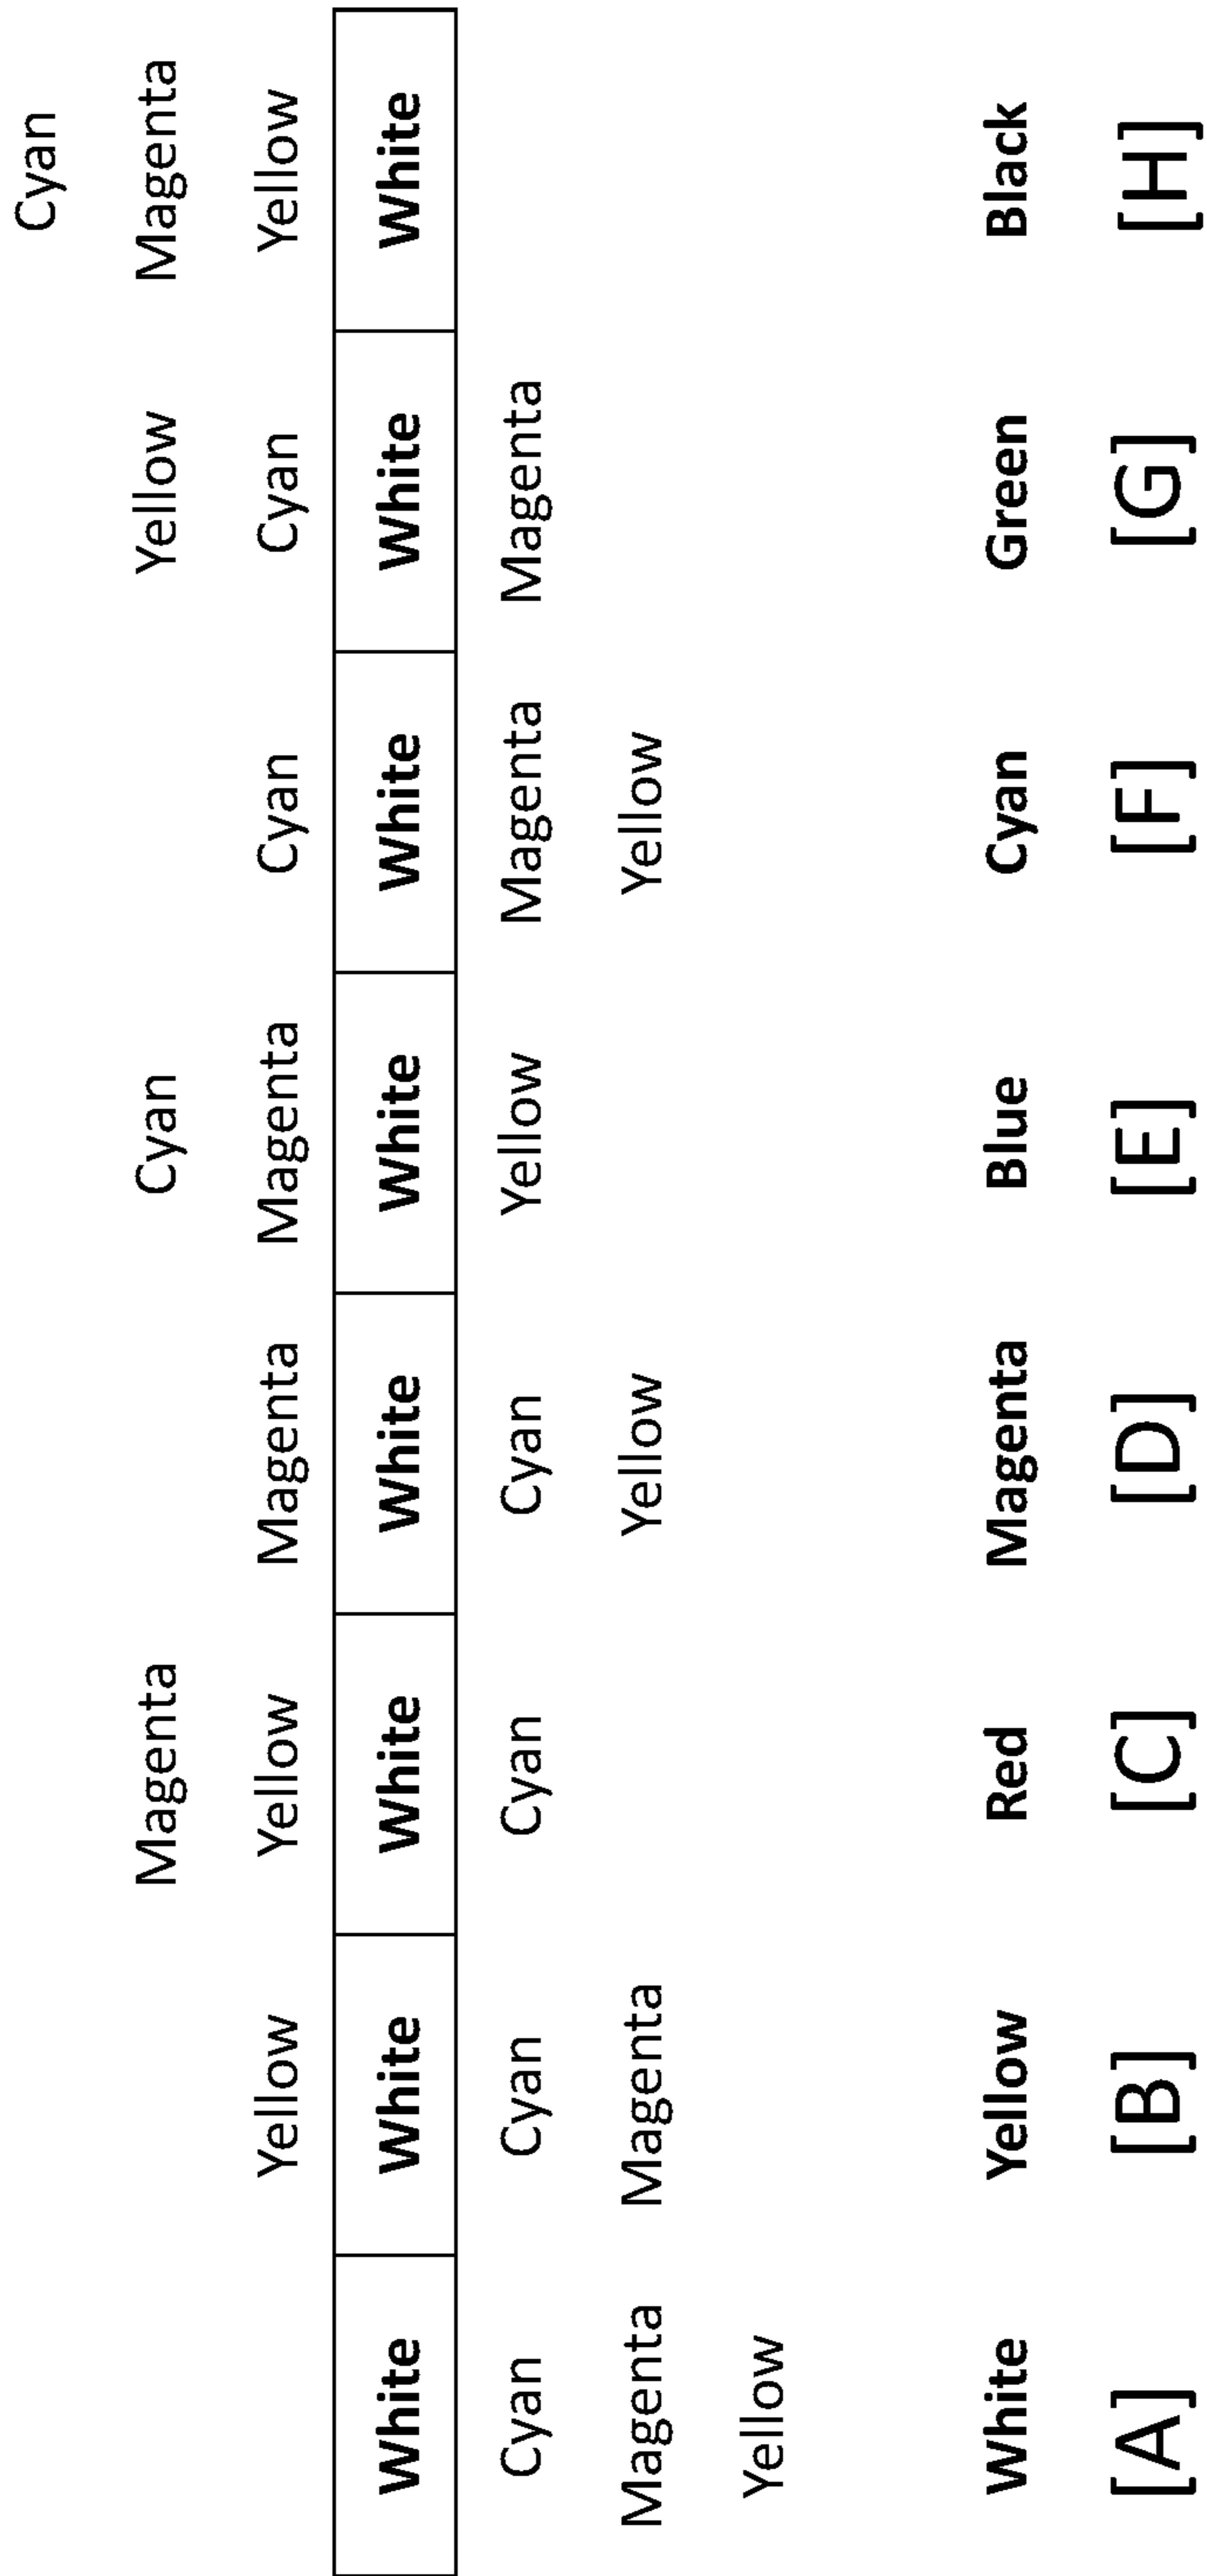 Cyan
Magenta Yellow Cyan Yellow Magenta
Yellow Yellow Magenta Magenta Cyan Cyan Yellow
White White White White White White White White
Cyan Cyan Cyan Cyan Yellow Magenta Magenta
Magenta Magenta Yellow Yellow
Yellow
White Yellow Red Magenta Blue Cyan Green Black
[A] [B] [C] [D] [E] [F] [G] [H]